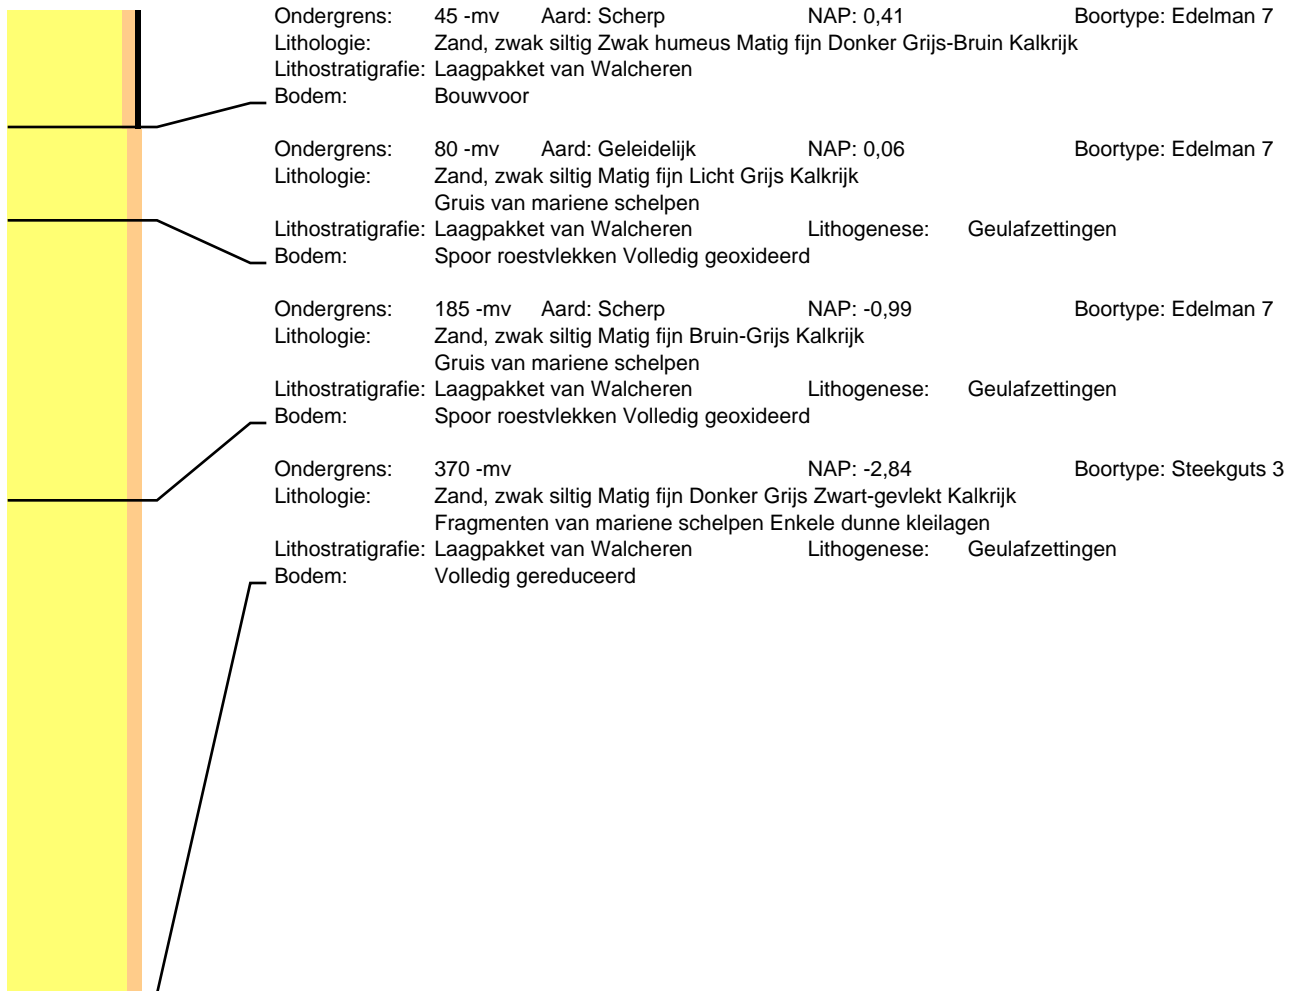 Ondergrens: 45 -mv Aard: Scherp NAP: 0,41 Boortype: Edelman 7
Lithologie: Zand, zwak siltig Zwak humeus Matig fijn Donker Grijs-Bruin Kalkrijk
Lithostratigrafie: Laagpakket van Walcheren
Bodem: Bouwvoor
Ondergrens: 80 -mv Aard: Geleidelijk NAP: 0,06 Boortype: Edelman 7
Lithologie: Zand, zwak siltig Matig fijn Licht Grijs Kalkrijk
Gruis van mariene schelpen
Lithostratigrafie: Laagpakket van Walcheren Lithogenese: Geulafzettingen
Bodem: Spoor roestvlekken Volledig geoxideerd
Ondergrens: 185 -mv Aard: Scherp NAP: -0,99 Boortype: Edelman 7
Lithologie: Zand, zwak siltig Matig fijn Bruin-Grijs Kalkrijk
Gruis van mariene schelpen
Lithostratigrafie: Laagpakket van Walcheren Lithogenese: Geulafzettingen
Bodem: Spoor roestvlekken Volledig geoxideerd
Ondergrens: 370 -mv NAP: -2,84 Boortype: Steekguts 3
Lithologie: Zand, zwak siltig Matig fijn Donker Grijs Zwart-gevlekt Kalkrijk
Fragmenten van mariene schelpen Enkele dunne kleilagen
Lithostratigrafie: Laagpakket van Walcheren Lithogenese: Geulafzettingen
Bodem: Volledig gereduceerd